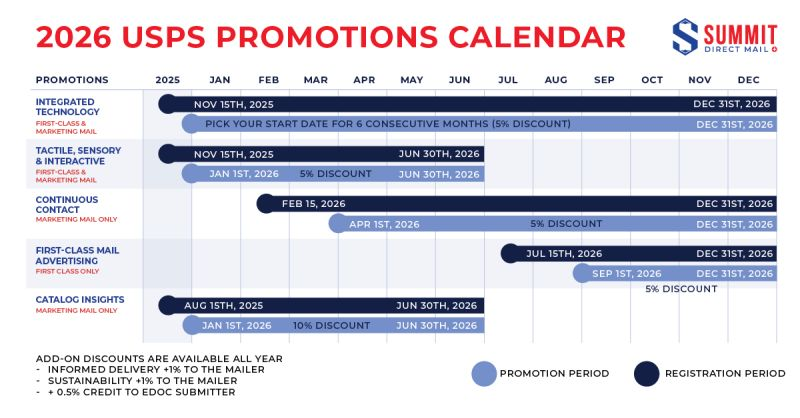 2026 USPS PROMOTIONS CALENDAR
SUMMIT
DIRECT MAIL
PROMOTIONS 2025 JAN FEB MAR APR MAY JUN JUL AUG SEP OCT NOV DEC
INTEGRATED
TECHNOLOGY
FIRST-CLASS &
MARKETING MAIL
NOV 15TH, 2025 DEC 31ST, 2026
PICK YOUR START DATE FOR 6 CONSECUTIVE MONTHS (5% DISCOUNT) DEC 31ST, 2026
TACTILE, SENSORY
& INTERACTIVE
FIRST-CLASS &
MARKETING MAIL
NOV 15TH, 2025 JUN 30TH, 2026
JAN 1ST, 2026 5% DISCOUNT JUN 30TH, 2026
CONTINUOUS
CONTACT
MARKETING MAIL ONLY
FEB 15, 2026 DEC 31ST, 2026
APR 1ST, 2026 5% DISCOUNT DEC 31ST, 2026
FIRST-CLASS MAIL
ADVERTISING
FIRST CLASS ONLY
JUL 15TH, 2026 DEC 31ST, 2026
SEP 1ST, 2026 DEC 31ST, 2026
5% DISCOUNT
CATALOG INSIGHTS
MARKETING MAIL ONLY
AUG 15TH, 2025 JUN 30TH, 2026
JAN 1ST, 2026 10% DISCOUNT JUN 30TH, 2026
ADD-ON DISCOUNTS ARE AVAILABLE ALL YEAR
- INFORMED DELIVERY +1% TO THE MAILER
- SUSTAINABILITY +1% TO THE MAILER
- + 0.5% CREDIT TO EDOC SUBMITTER
PROMOTION PERIOD REGISTRATION PERIOD